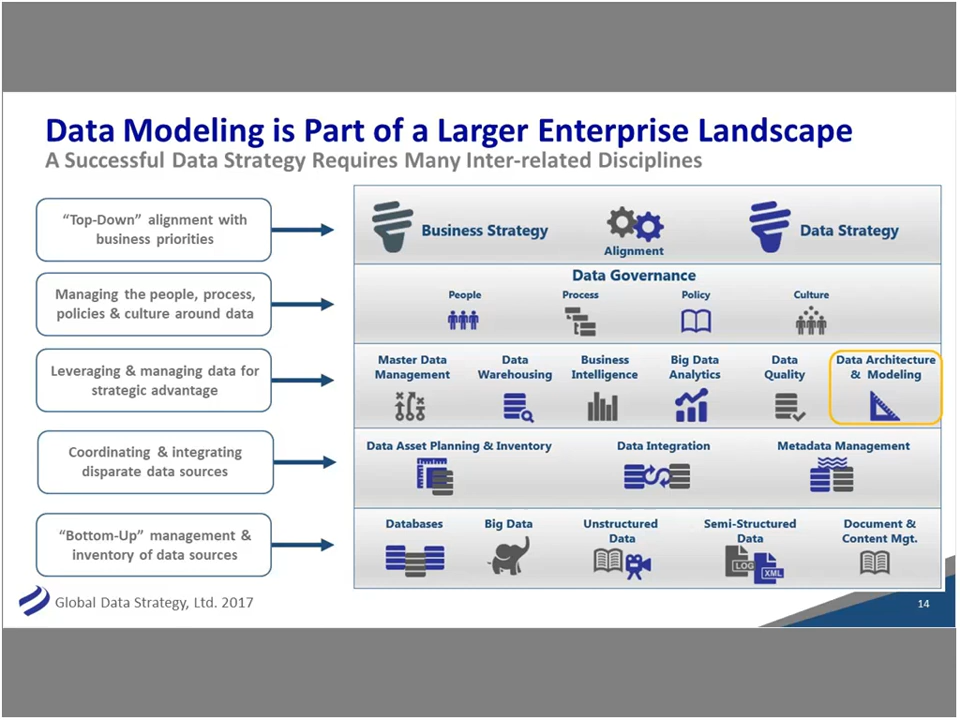 Data Modeling is Part of a Larger Enterprise Landscape
A Successful Data Strategy Requires Many Inter-related Disciplines
“Top-Down” alignment with
business priorities
Business Strategy
Alignment
Data Strategy
Managing the people, process,
policies & culture around data
Data Governance
People
Process
Policy
Culture
Leveraging & managing data for
strategic advantage
Master Data
Management
Data
Warehousing
Business
Intelligence
Big Data
Analytics
Data
Quality
Data Architecture
& Modeling
Coordinating & integrating
disparate data sources
Data Asset Planning & Inventory
Data Integration
Metadata Management
“Bottom-Up” management &
inventory of data sources
Databases
Big Data
Unstructured
Data
Semi-Structured
Data
LOG
XML
Document &
Content Mgt.
Global Data Strategy, Ltd. 2017
14